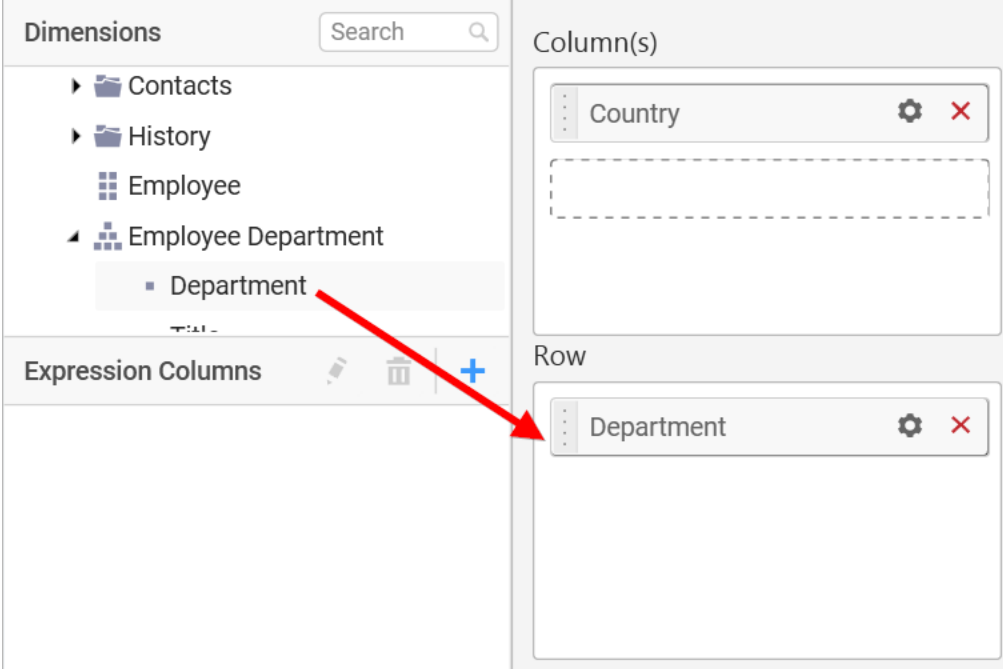 Dimensions
Search
Contacts
History
Employee
Employee Department
Department
Expression Columns
Column(s)
Country
Row
Department